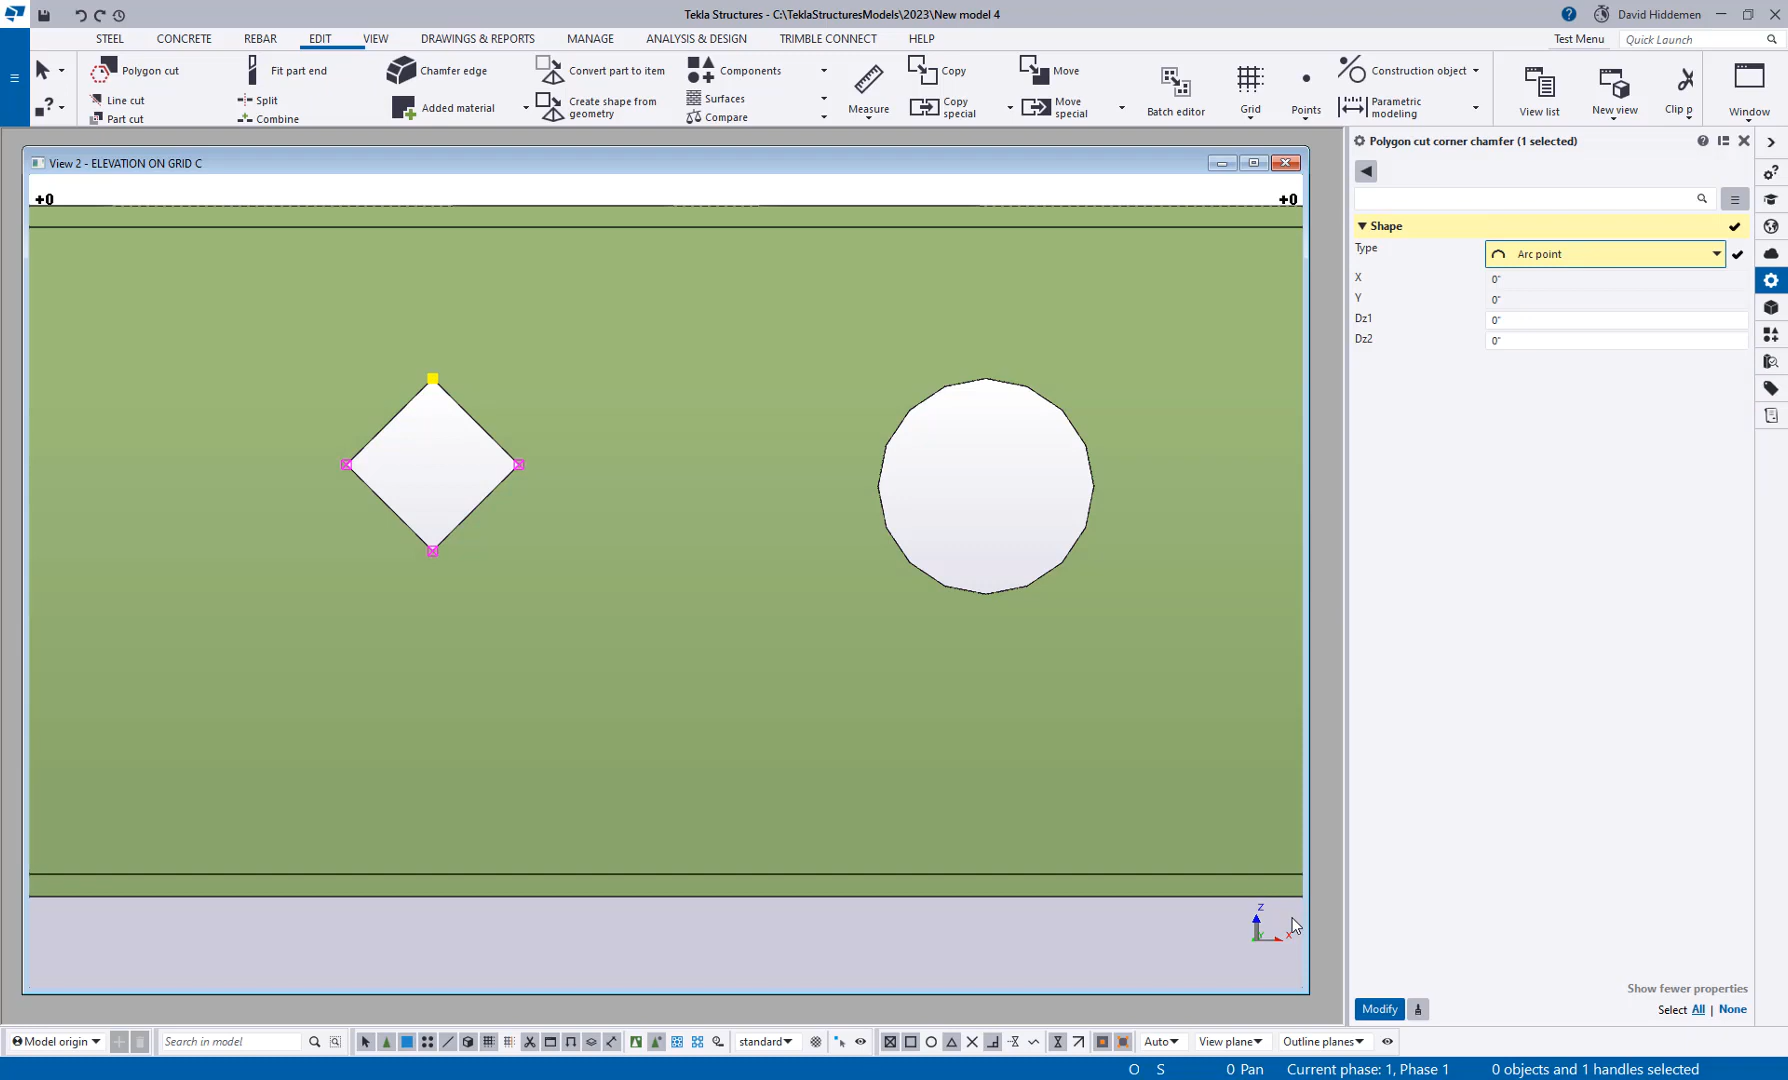 Tekla Structures - C:\TeklaStructuresModels\2023\New model 4
David Hiddemen
STEEL CONCRETE REBAR EDIT VIEW DRAWINGS & REPORTS MANAGE ANALYSIS & DESIGN TRIMBLE CONNECT HELP
Test Menu
Quick Launch
Polygon cut
Line cut
Part cut
Fit part end
Split
Combine
Chamfer edge
Added material
Convert part to item
Create shape from geometry
Components
Surfaces
Compare
Measure
Copy
Copy special
Move
Move special
Batch editor
Grid
Points
Construction object
Parametric modeling
View list
New view
Clip p
Window
View 2 - ELEVATION ON GRID C
+0
+0
Z
Y
X
Polygon cut corner chamfer (1 selected)
Shape
Type Arc point
X 0"
Y 0"
Dz1 0"
Dz2 0"
Show fewer properties
Modify
Select All | None
Model origin
Search in model
standard
Auto
View plane
Outline planes
O S 0 Pan Current phase: 1, Phase 1 0 objects and 1 handles selected